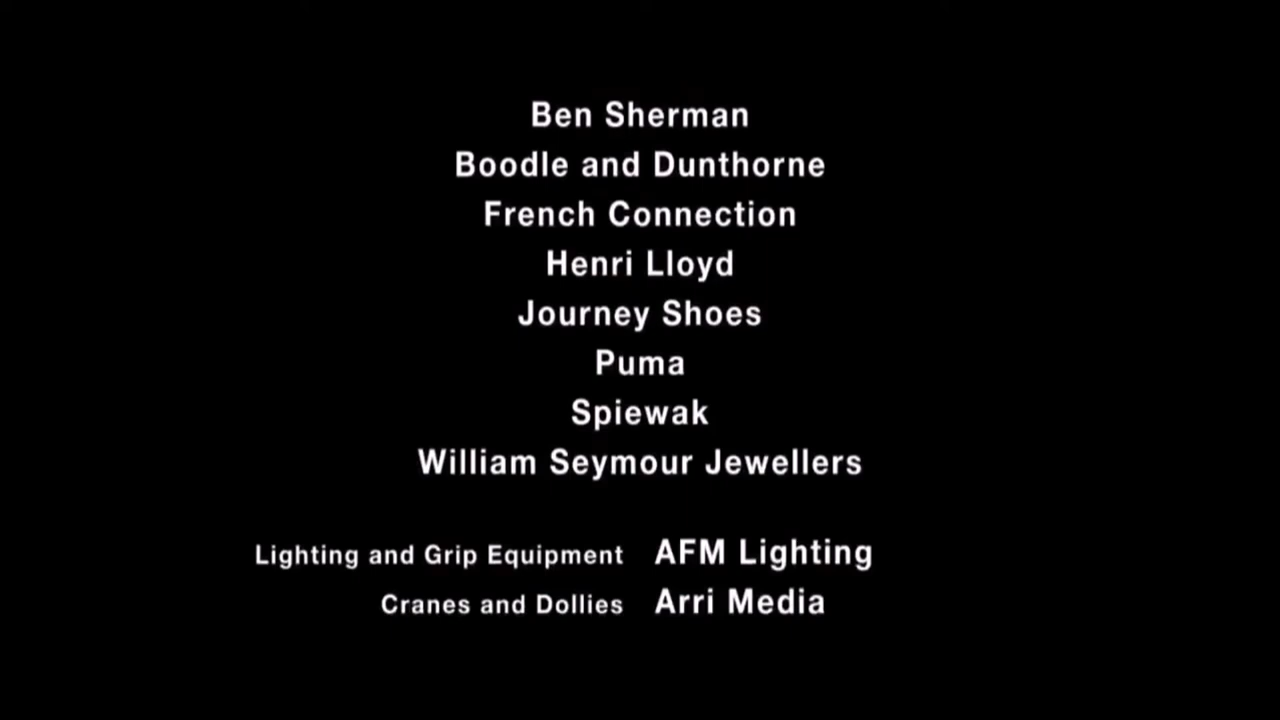 Ben Sherman
Boodle and Dunthorne
French Connection
Henri Lloyd
Journey Shoes
Puma
Spiewak
William Seymour Jewellers
Lighting and Grip Equipment AFM Lighting
Cranes and Dollies Arri Media